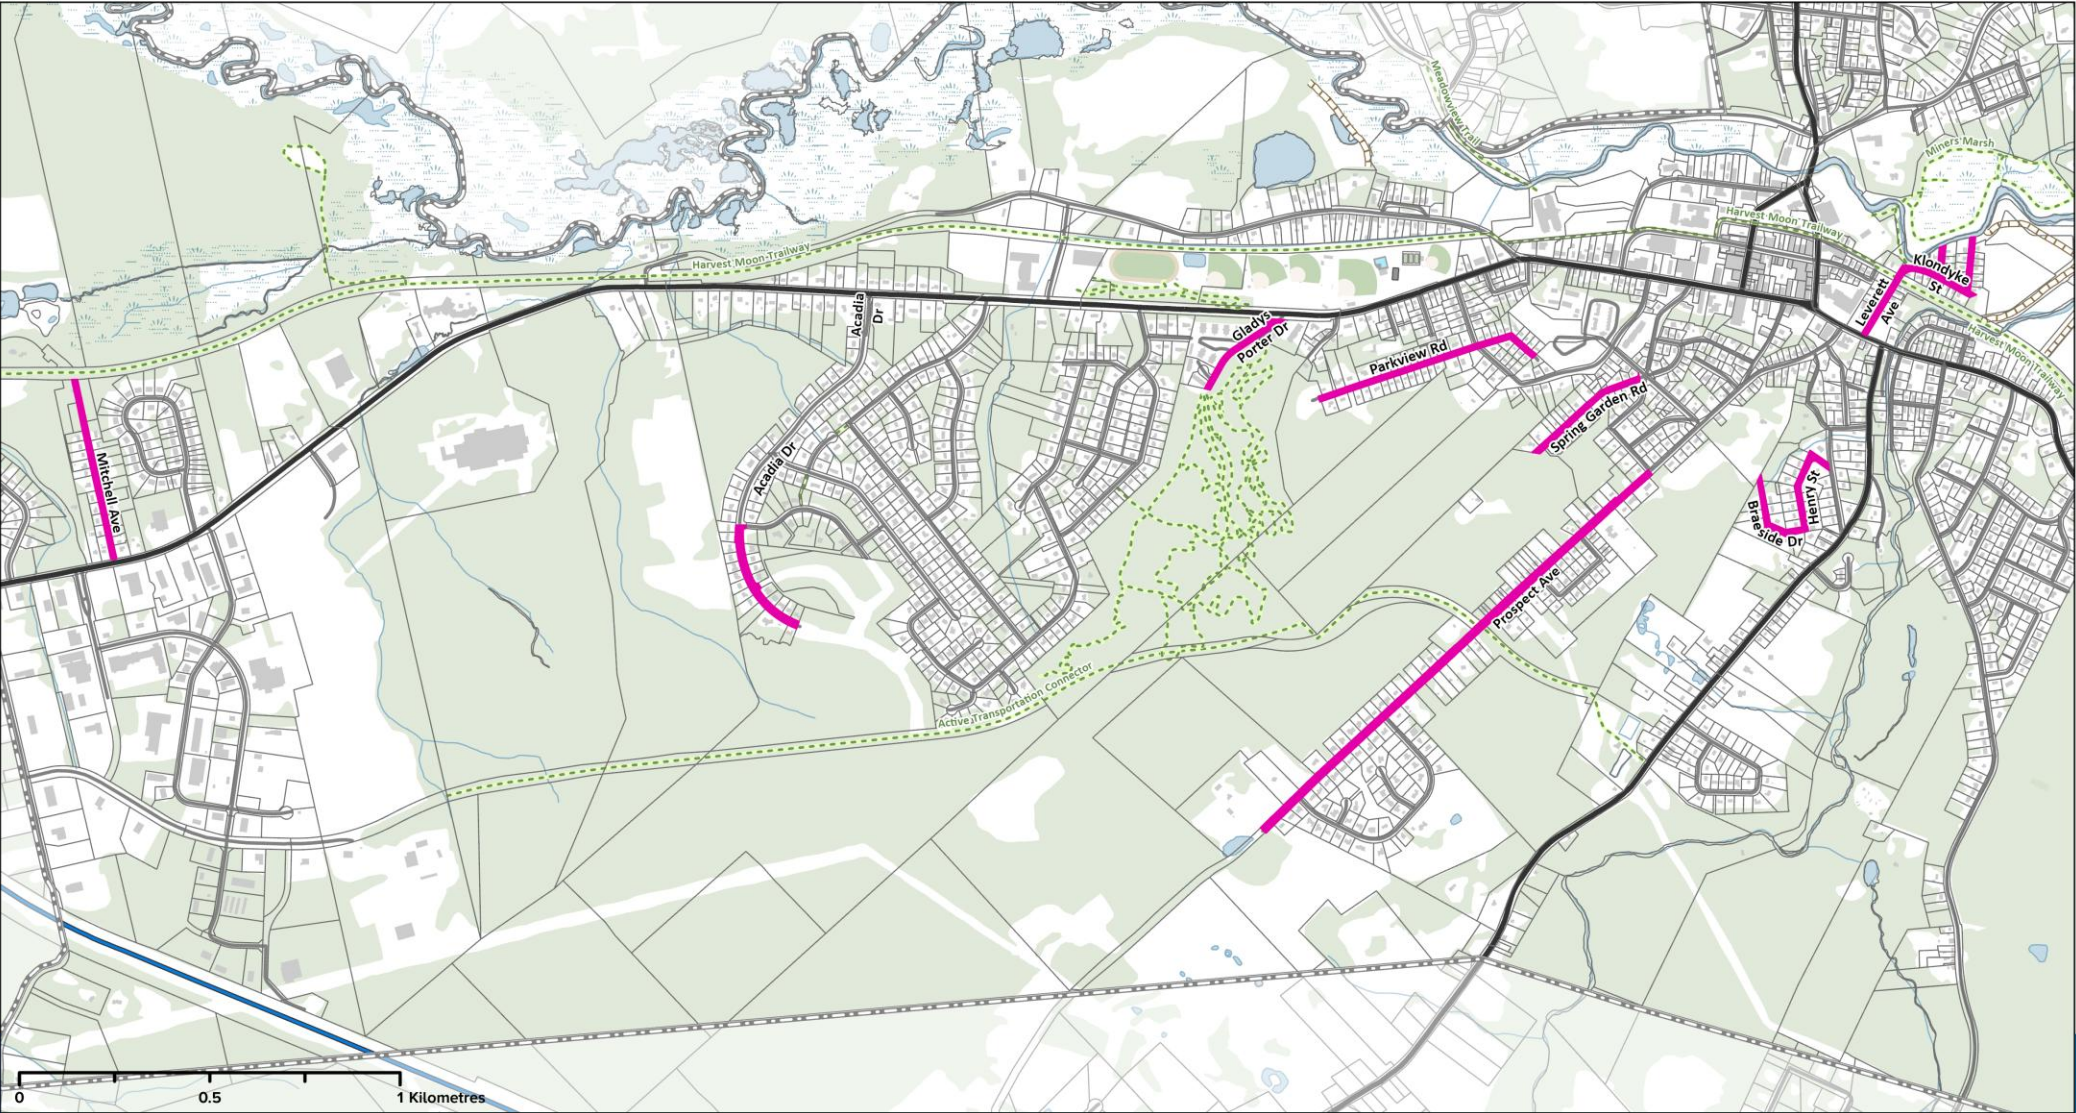 Meadowview Trail
Miners Marsh
Harvest Moon Trailway
Harvest Moon Trailway
Klondyke
St
Leverett
Ave
Harvest Moon Trailway
Acadia
Dr
Gladys
Porter Dr
Parkview Rd
Spring Garden Rd
Acadia Dr
Mitchell Ave
Henry St
Braeside Dr
Prospect Ave
Active Transportation Connector
0 0.5 1 Kilometres